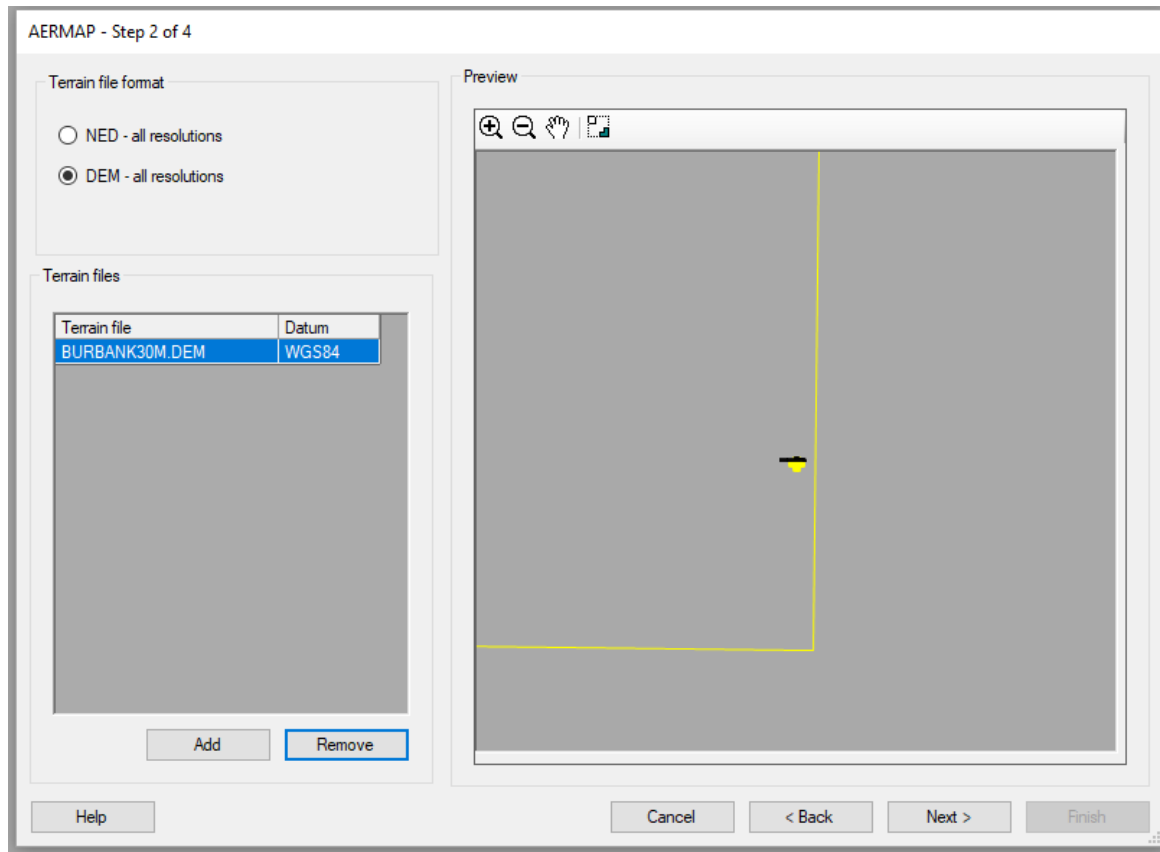 AERMAP - Step 2 of 4
Terrain file format
NED - all resolutions
DEM - all resolutions
Terrain files
Terrain file Datum
BURBANK30M.DEM WGS84
Add Remove
Preview
Help Cancel < Back Next > Finish